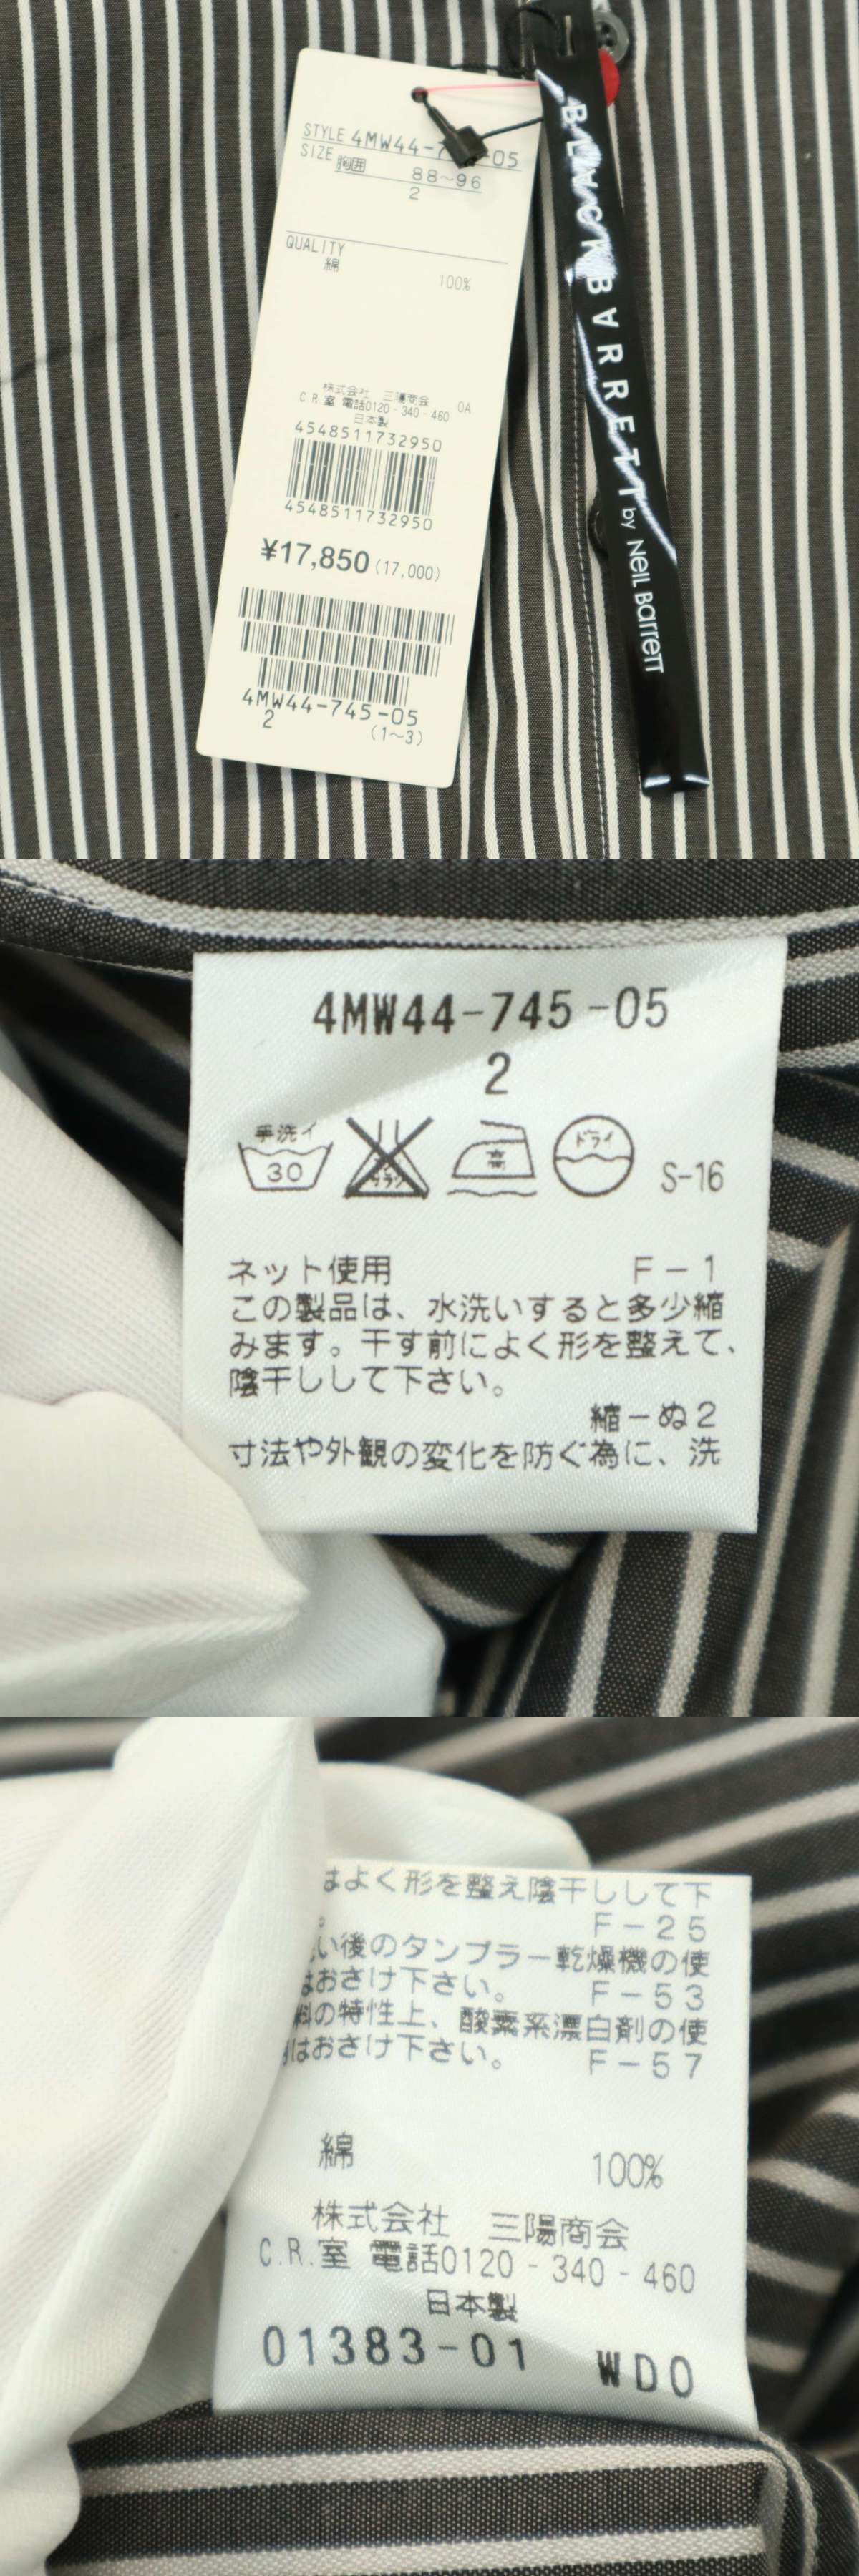 STYLE 4MW44-7 -05
SIZE 胸囲 88~96
2
QUALITY
綿 100%
株式会社 三陽商会 0A
C.R.室 電話0120-340-460
日本製
4548511732950
4548511732950
¥17,850(17,000)
4MW44-745-05
2 (1~3)
BLACK BARRETT by NEIL BARRETT
4MW44-745-05
2
手洗イ
30
高
ドライ
S-16
ネット使用 F-1
この製品は、水洗いすると多少縮
みます。干す前によく形を整えて、
陰干しして下さい。
縮-ぬ2
寸法や外観の変化を防ぐ為に、洗
はよく形を整え陰干しして下
。 F-25
い後のタンブラー乾燥機の使
はおさけ下さい。 F-53
料の特性上、酸素系漂白剤の使
はおさけ下さい。 F-57
綿 100%
株式会社 三陽商会
C.R.室 電話0120-340-460
日本製
01383-01 WDO